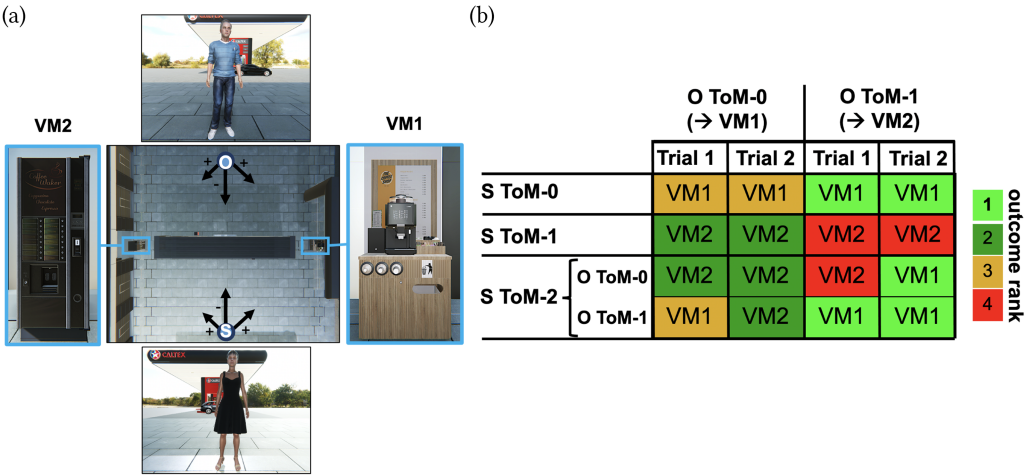 (a)
(b)
CALTEX
VM2
VM1
O
+
+
-
S
-
+
+
CALTEX
O ToM-0
(→ VM1)
O ToM-1
(→ VM2)
Trial 1
Trial 2
Trial 1
Trial 2
S ToM-0
VM1
VM1
VM1
VM1
S ToM-1
VM2
VM2
VM2
VM2
S ToM-2
O ToM-0
VM2
VM2
VM2
VM1
O ToM-1
VM1
VM2
VM1
VM1
1
2
3
4
outcome rank